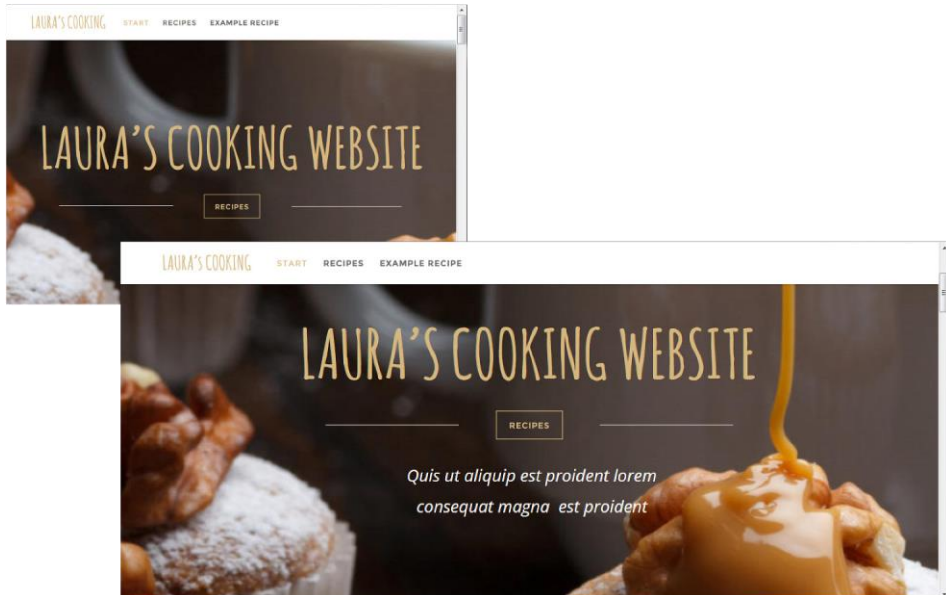 LAURA'S COOKING START RECIPES EXAMPLE RECIPE
LAURA'S COOKING WEBSITE
RECIPES
LAURA'S COOKING START RECIPES EXAMPLE RECIPE
LAURA'S COOKING WEBSITE
RECIPES
Quis ut aliquip est proident lorem
consequat magna est proident